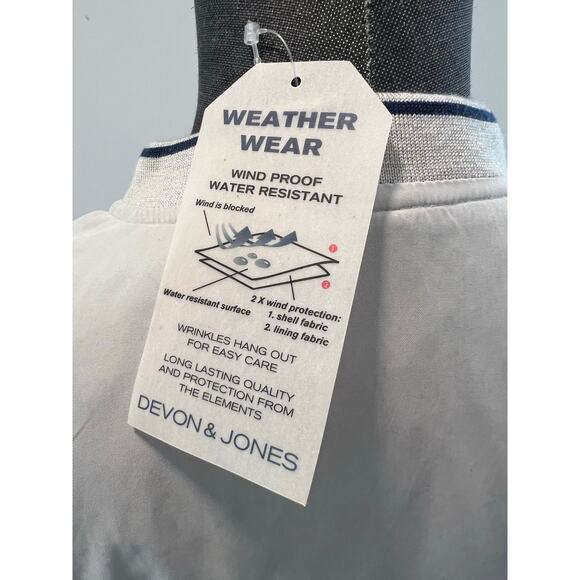 WEATHER
WEAR
WIND PROOF
WATER RESISTANT
Wind is blocked
1
2
Water resistant surface
2 X wind protection:
1. shell fabric
2. lining fabric
WRINKLES HANG OUT
FOR EASY CARE
LONG LASTING QUALITY
AND PROTECTION FROM
THE ELEMENTS
DEVON & JONES